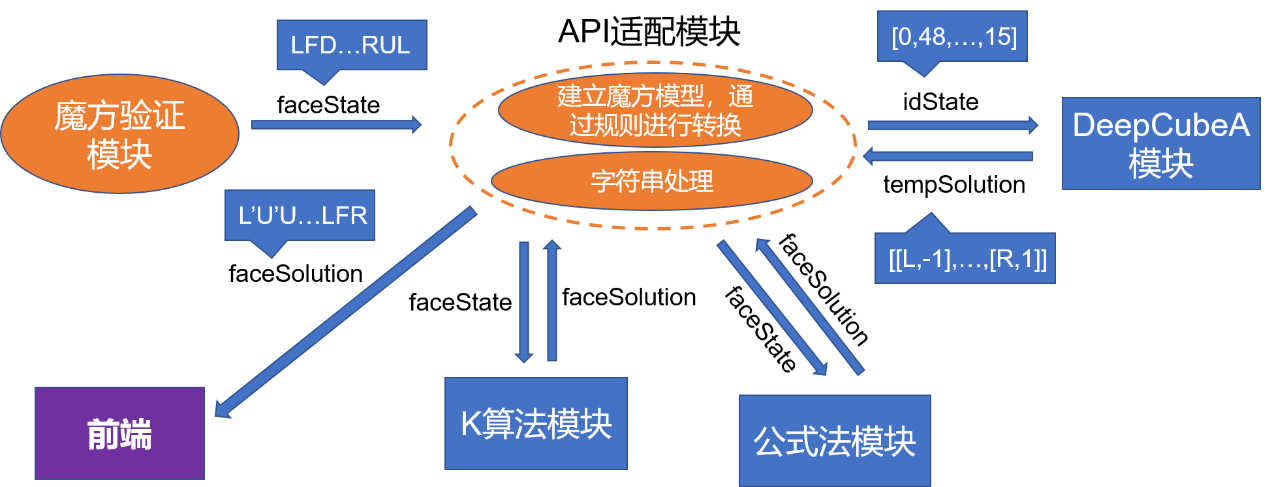 API适配模块
LFD…RUL
[0,48,…,15]
魔方验证
模块
faceState
建立魔方模型，通
过规则进行转换
字符串处理
idState
tempSolution
DeepCubeA
模块
L’U’U…LFR
faceSolution
[[L,-1],…,[R,1]]
faceState
faceSolution
faceState
faceSolution
前端
K算法模块
公式法模块